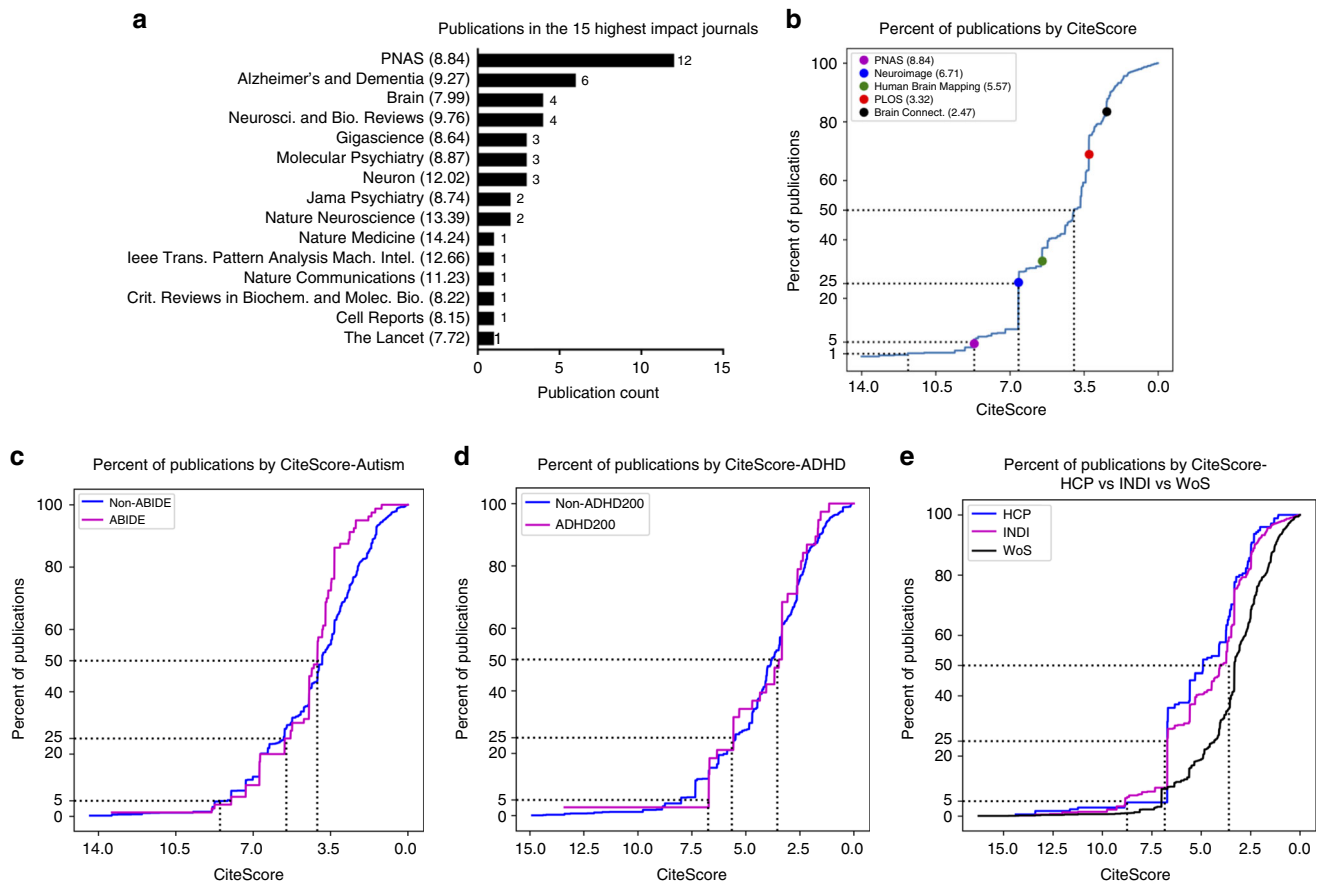 a
Publications in the 15 highest impact journals
PNAS (8.84) 12
Alzheimer's and Dementia (9.27) 6
Brain (7.99) 4
Neurosci. and Bio. Reviews (9.76) 4
Gigascience (8.64) 3
Molecular Psychiatry (8.87) 3
Neuron (12.02) 3
Jama Psychiatry (8.74) 2
Nature Neuroscience (13.39) 2
Nature Medicine (14.24) 1
Ieee Trans. Pattern Analysis Mach. Intel. (12.66) 1
Nature Communications (11.23) 1
Crit. Reviews in Biochem. and Molec. Bio. (8.22) 1
Cell Reports (8.15) 1
The Lancet (7.72) 1
0 5 10 15
Publication count
b
Percent of publications by CiteScore
PNAS (8.84)
Neuroimage (6.71)
Human Brain Mapping (5.57)
PLOS (3.32)
Brain Connect. (2.47)
100
80
60
50
40
25
20
5
1
Percent of publications
14.0 10.5 7.0 3.5 0.0
CiteScore
c
Percent of publications by CiteScore-Autism
Non-ABIDE
ABIDE
100
80
60
50
40
25
20
5
0
Percent of publications
14.0 10.5 7.0 3.5 0.0
CiteScore
d
Percent of publications by CiteScore-ADHD
Non-ADHD200
ADHD200
100
80
60
50
40
25
20
5
0
Percent of publications
15.0 12.5 10.0 7.5 5.0 2.5 0.0
CiteScore
e
Percent of publications by CiteScore-
HCP vs INDI vs WoS
HCP
INDI
WoS
100
80
60
50
40
25
20
5
0
Percent of publications
15.0 12.5 10.0 7.5 5.0 2.5 0.0
CiteScore